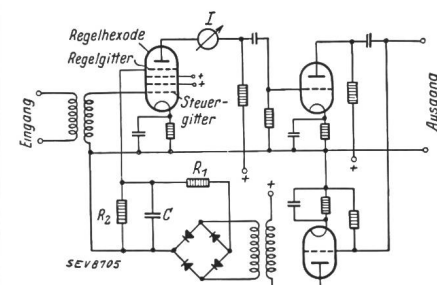 I
Regelhexode
Regelgitter
+
+
Steuer-
gitter
Eingang
Ausgang
+
+
R1
+
R2
C
SEV8705